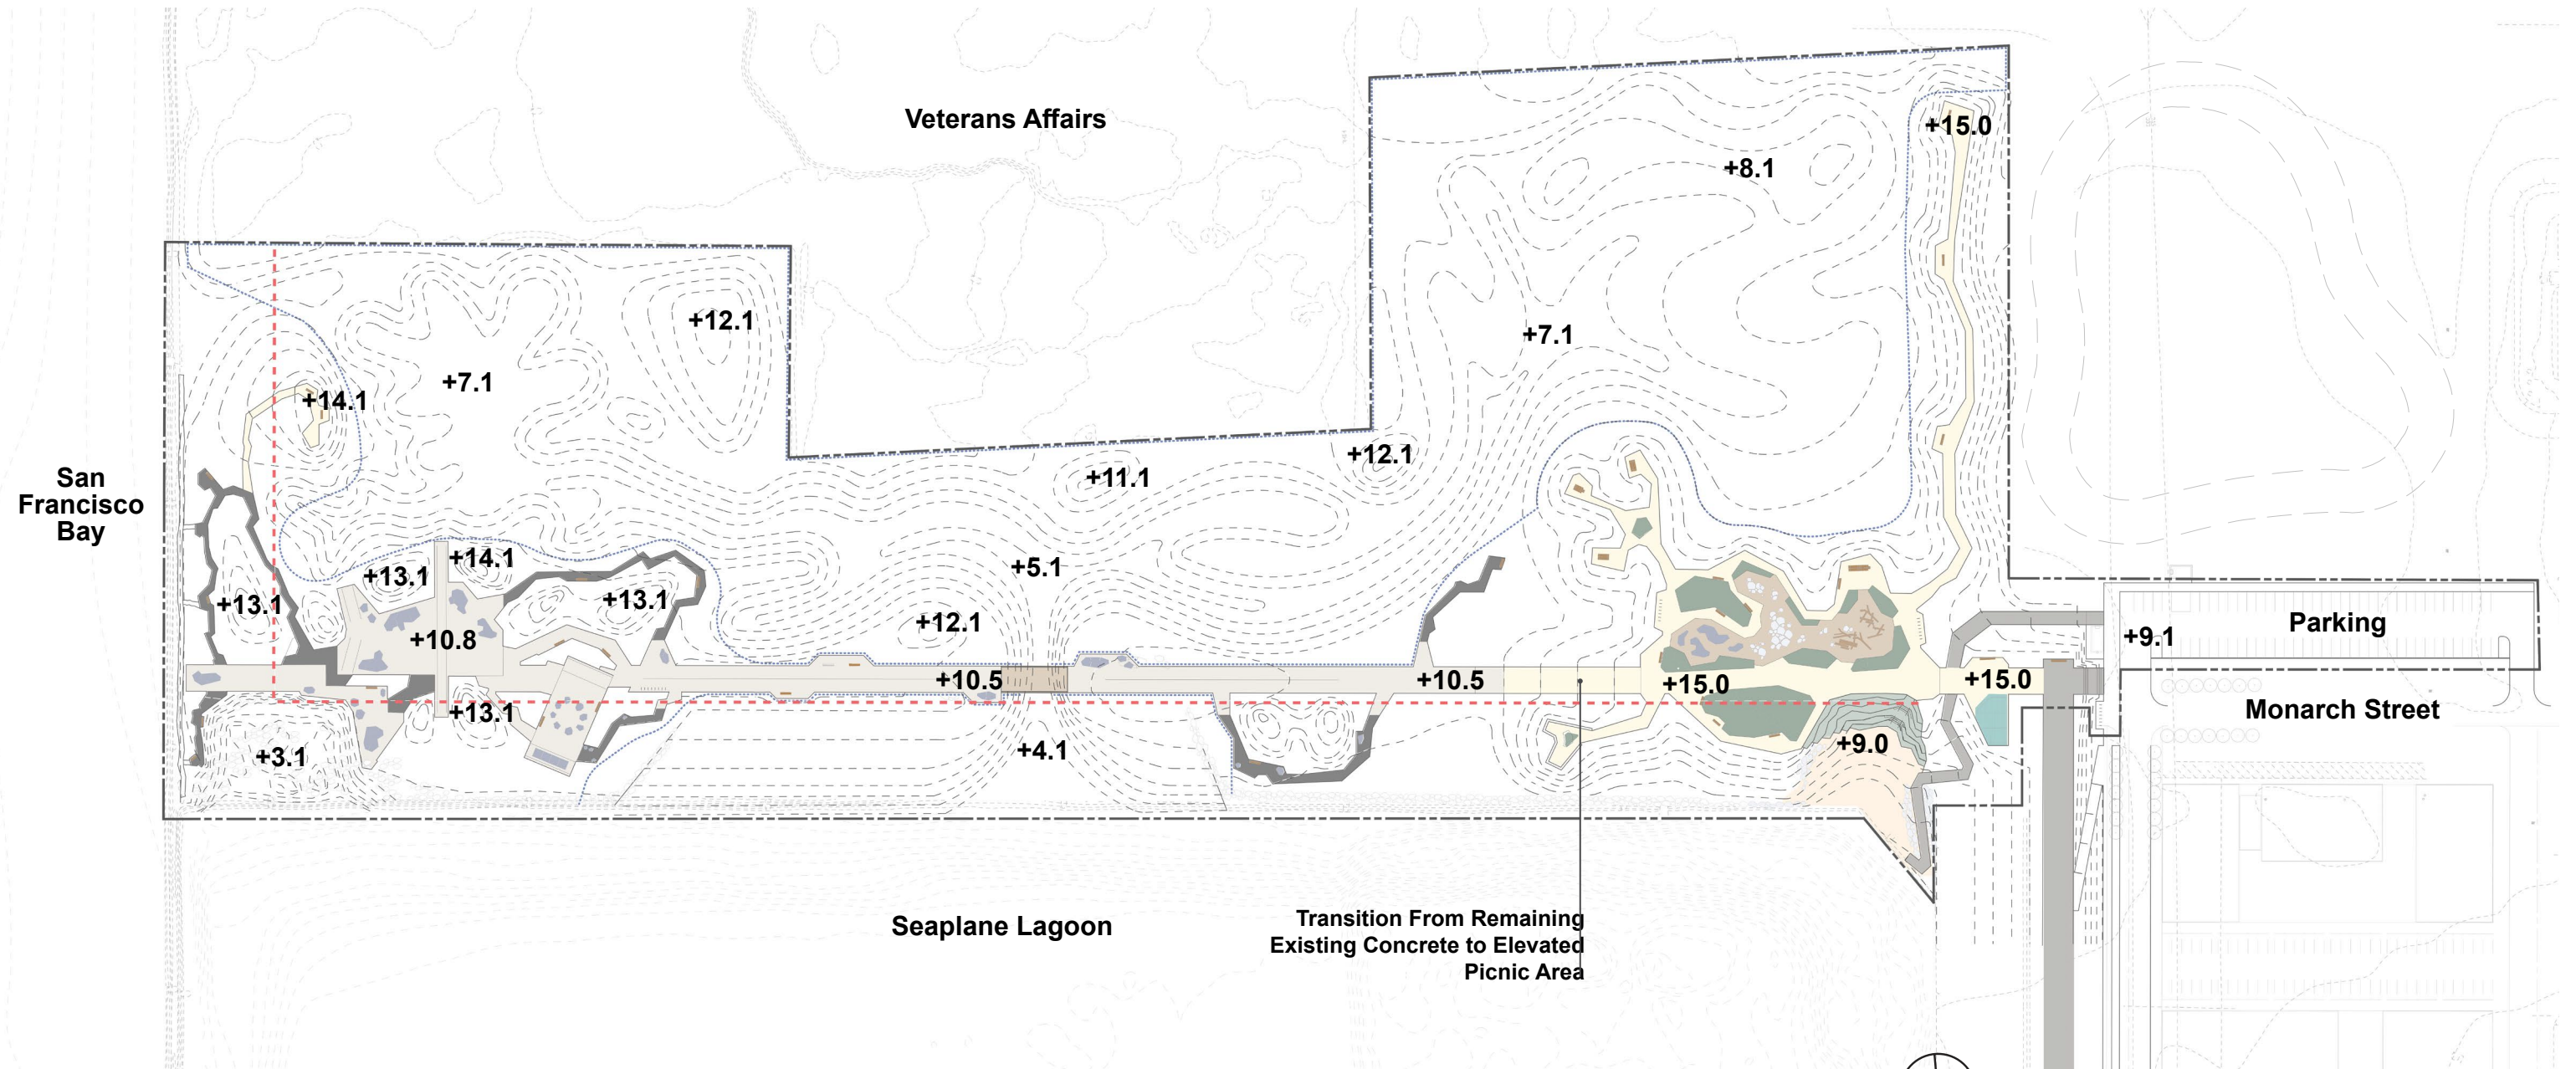 Veterans Affairs
+15.0
+8.1
+12.1
+7.1
+7.1
+14.1
+12.1
+11.1
San
Francisco
Bay
+14.1
+13.1
+5.1
+13.1
+13.1
+12.1
Parking
+9.1
+10.8
+10.5
+10.5
+15.0
+15.0
+13.1
Monarch Street
+9.0
+4.1
+3.1
Seaplane Lagoon
Transition From Remaining
Existing Concrete to Elevated
Picnic Area